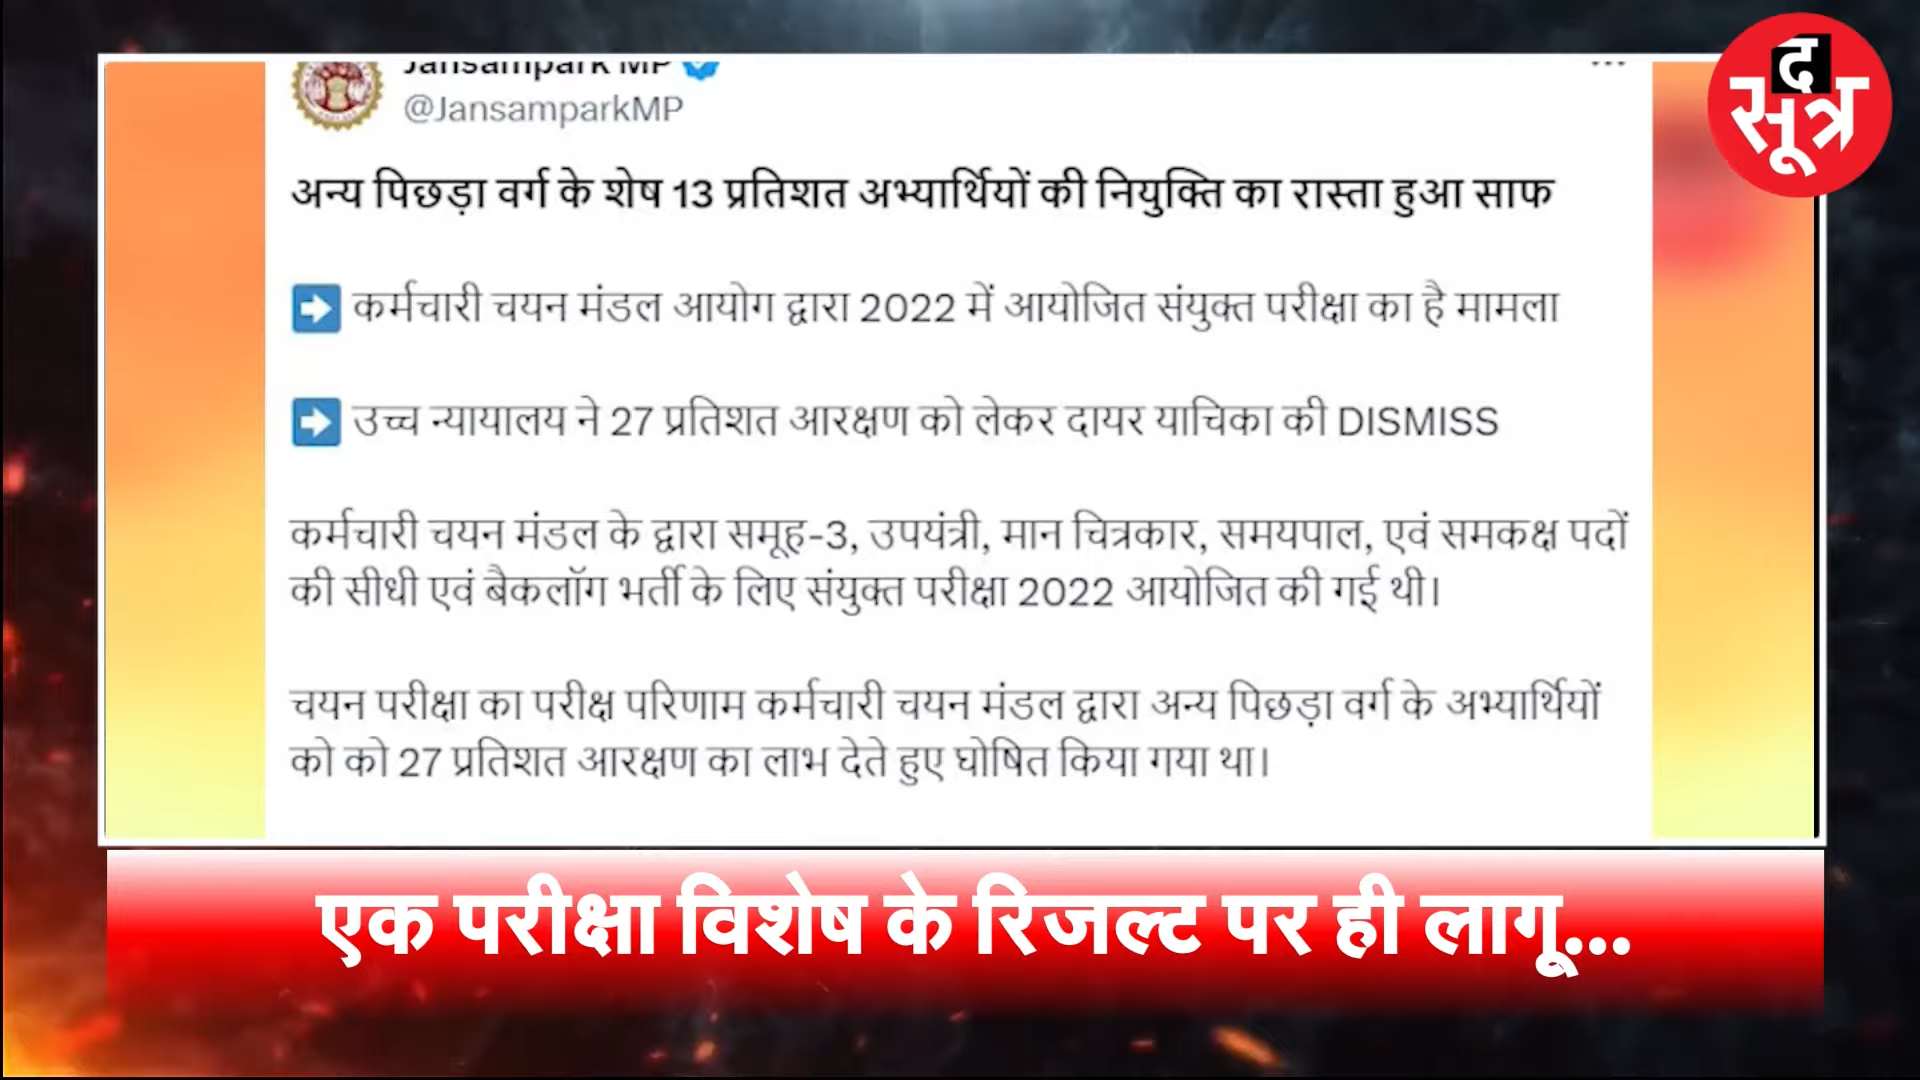 Jansampark MP
@JansamparkMP
द
सूत्र
अन्य पिछड़ा वर्ग के शेष 13 प्रतिशत अभ्यार्थियों की नियुक्ति का रास्ता हुआ साफ
➡ कर्मचारी चयन मंडल आयोग द्वारा 2022 में आयोजित संयुक्त परीक्षा का है मामला
➡ उच्च न्यायालय ने 27 प्रतिशत आरक्षण को लेकर दायर याचिका की DISMISS
कर्मचारी चयन मंडल के द्वारा समूह-3, उपयंत्री, मान चित्रकार, समयपाल, एवं समकक्ष पदों
की सीधी एवं बैकलॉग भर्ती के लिए संयुक्त परीक्षा 2022 आयोजित की गई थी।
चयन परीक्षा का परीक्ष परिणाम कर्मचारी चयन मंडल द्वारा अन्य पिछड़ा वर्ग के अभ्यार्थियों
को को 27 प्रतिशत आरक्षण का लाभ देते हुए घोषित किया गया था।
एक परीक्षा विशेष के रिजल्ट पर ही लागू...